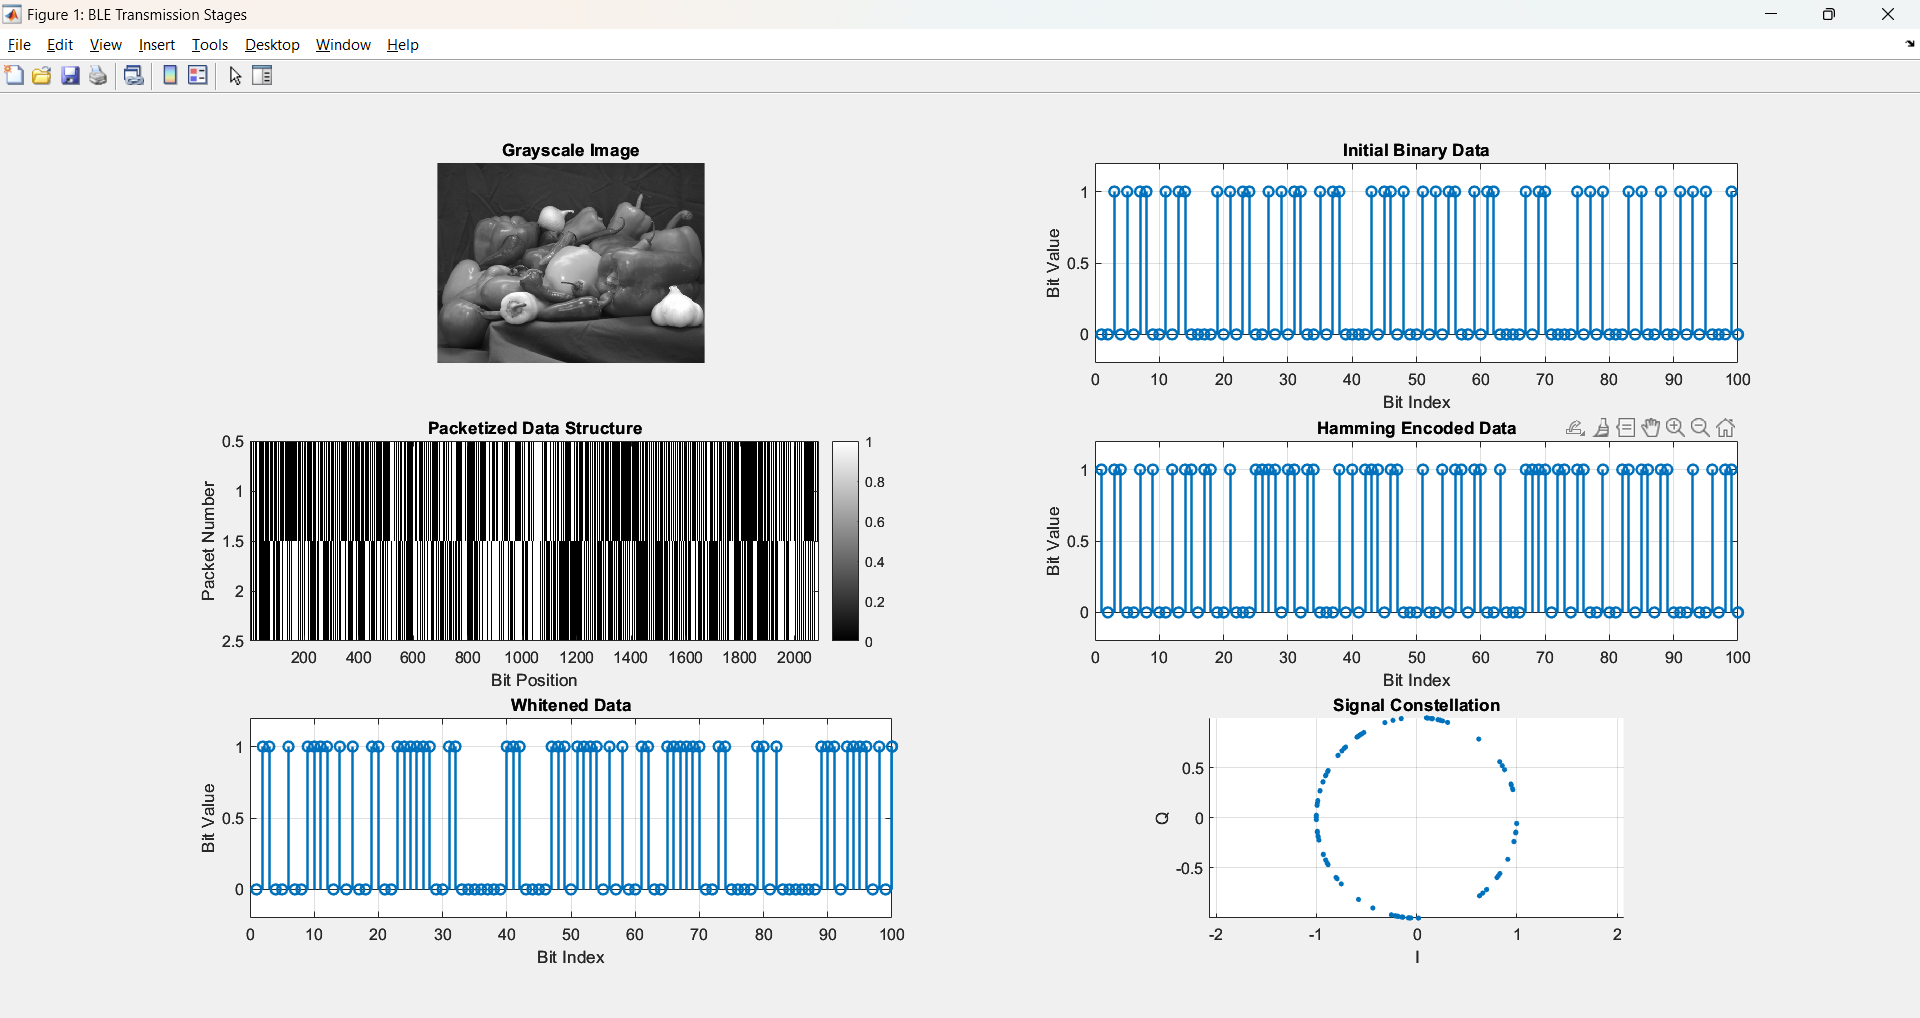 Figure 1: BLE Transmission Stages
File Edit View Insert Tools Desktop Window Help
Grayscale Image
Initial Binary Data
1
0.5
0
Bit Value
0 10 20 30 40 50 60 70 80 90 100
Bit Index
Packetized Data Structure
0.5
1
1.5
2
2.5
Packet Number
200 400 600 800 1000 1200 1400 1600 1800 2000
Bit Position
1
0.8
0.6
0.4
0.2
0
Hamming Encoded Data
1
0.5
0
Bit Value
0 10 20 30 40 50 60 70 80 90 100
Bit Index
Whitened Data
1
0.5
0
Bit Value
0 10 20 30 40 50 60 70 80 90 100
Bit Index
Signal Constellation
0.5
0
-0.5
Q
-2 -1 0 1 2
I